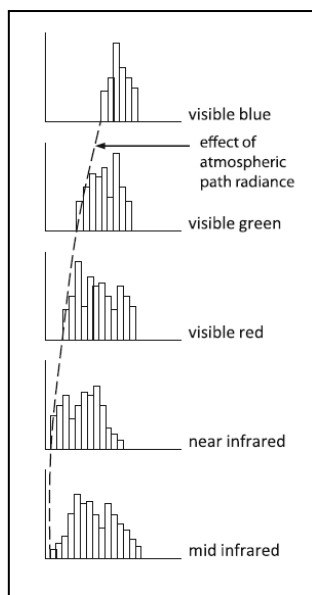 visible blue
effect of
atmospheric
path radiance
visible green
visible red
near infrared
mid infrared